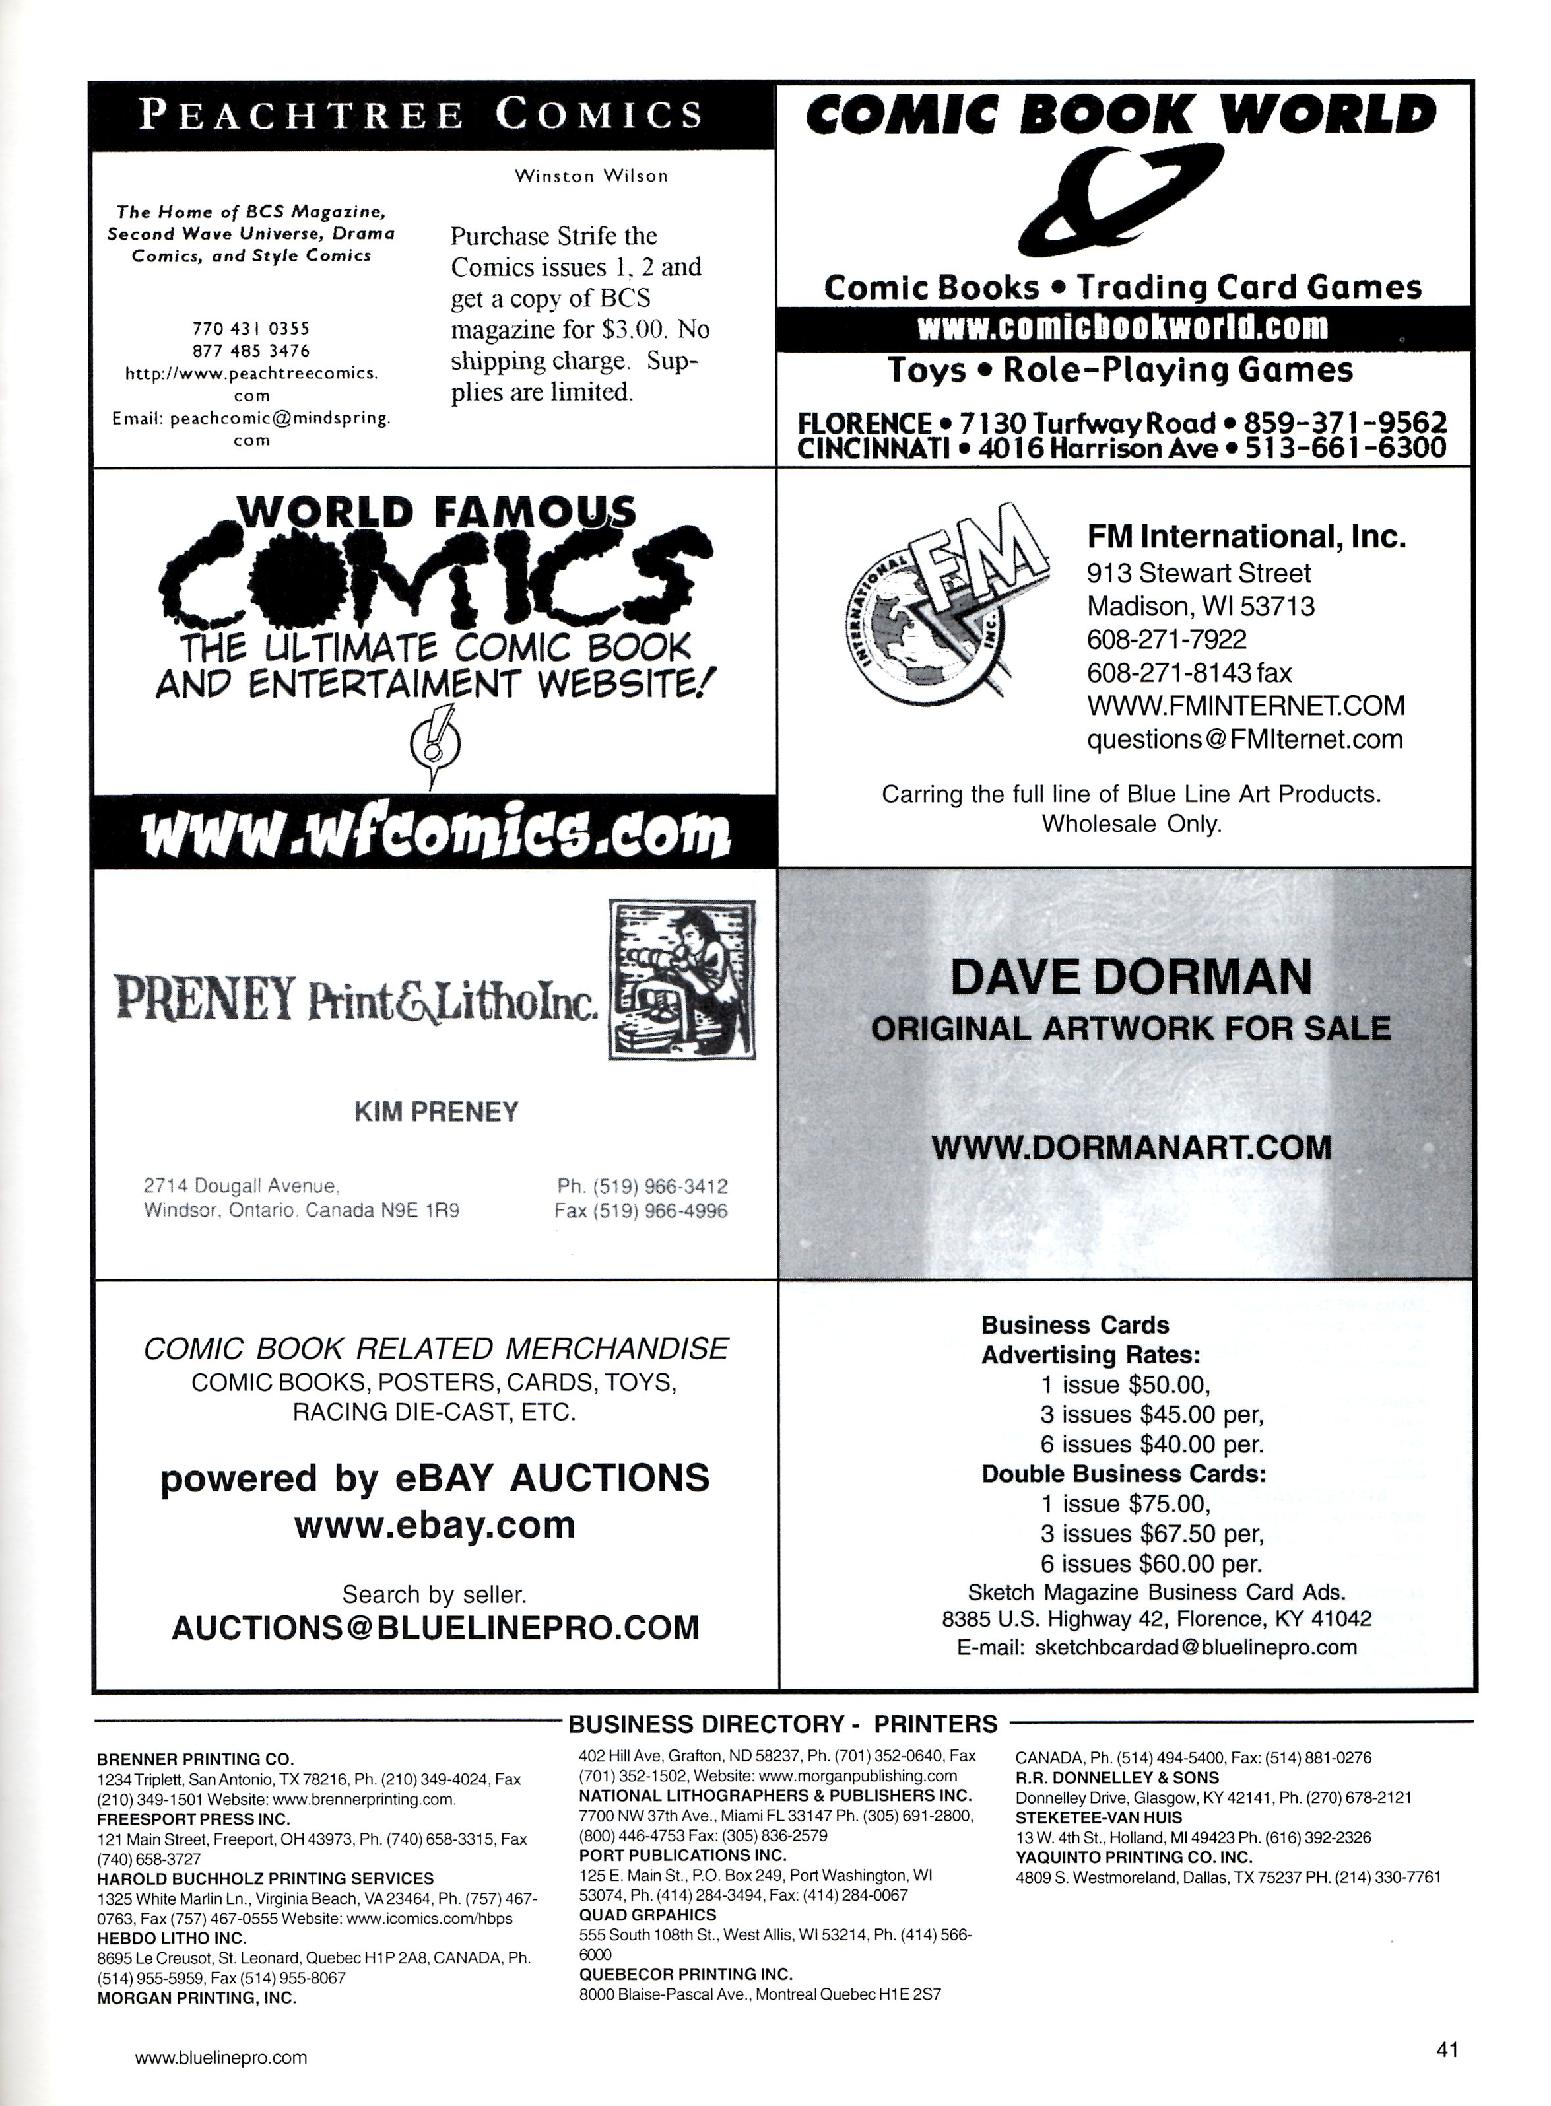 PEACHTREE COMICS
Winston Wilson
The Home of BCS Magazine,
Second Wave Universe, Drama
Comics, and Style Comics
770 431 0355
877 485 3476
http://www.peachtreecomics.
com
Email: peachcomic@mindspring.
com
Purchase Strife the
Comics issues 1, 2 and
get a copy of BCS
magazine for $3.00. No
shipping charge. Sup-
plies are limited.
COMIC BOOK WORLD
Comic Books • Trading Card Games
www.comicbookworld.com
Toys • Role-Playing Games
FLORENCE • 7130 Turfway Road • 859-371-9562
CINCINNATI • 4016 Harrison Ave • 513-661-6300
WORLD FAMOUS
COMICS
THE ULTIMATE COMIC BOOK
AND ENTERTAIMENT WEBSITE!
www.wfcomics.com
INTERNATIONAL
FM
INC.
FM International, Inc.
913 Stewart Street
Madison, WI 53713
608-271-7922
608-271-8143 fax
WWW.FMINTERNET.COM
questions@FMIternet.com
Carring the full line of Blue Line Art Products.
Wholesale Only.
PRENEY Print&LithoInc.
KIM PRENEY
2714 Dougall Avenue,
Windsor, Ontario, Canada N9E 1R9
Ph. (519) 966-3412
Fax (519) 966-4996
DAVE DORMAN
ORIGINAL ARTWORK FOR SALE
WWW.DORMANART.COM
COMIC BOOK RELATED MERCHANDISE
COMIC BOOKS, POSTERS, CARDS, TOYS,
RACING DIE-CAST, ETC.
powered by eBAY AUCTIONS
www.ebay.com
Search by seller.
AUCTIONS@BLUELINEPRO.COM
Business Cards
Advertising Rates:
1 issue $50.00,
3 issues $45.00 per,
6 issues $40.00 per.
Double Business Cards:
1 issue $75.00,
3 issues $67.50 per,
6 issues $60.00 per.
Sketch Magazine Business Card Ads.
8385 U.S. Highway 42, Florence, KY 41042
E-mail: sketchbcardad@bluelinepro.com
BUSINESS DIRECTORY - PRINTERS
BRENNER PRINTING CO.
1234 Triplett, San Antonio, TX 78216, Ph. (210) 349-4024, Fax
(210) 349-1501 Website: www.brennerprinting.com.
FREESPORT PRESS INC.
121 Main Street, Freeport, OH 43973, Ph. (740) 658-3315, Fax
(740) 658-3727
HAROLD BUCHHOLZ PRINTING SERVICES
1325 White Marlin Ln., Virginia Beach, VA 23464, Ph. (757) 467-
0763, Fax (757) 467-0555 Website: www.icomics.com/hbps
HEBDO LITHO INC.
8695 Le Creusot, St. Leonard, Quebec H1P 2A8, CANADA, Ph.
(514) 955-5959, Fax (514) 955-8067
MORGAN PRINTING, INC.
402 Hill Ave, Grafton, ND 58237, Ph. (701) 352-0640, Fax
(701) 352-1502, Website: www.morganpublishing.com
NATIONAL LITHOGRAPHERS & PUBLISHERS INC.
7700 NW 37th Ave., Miami FL 33147 Ph. (305) 691-2800,
(800) 446-4753 Fax: (305) 836-2579
PORT PUBLICATIONS INC.
125 E. Main St., P.O. Box 249, Port Washington, WI
53074, Ph. (414) 284-3494, Fax: (414) 284-0067
QUAD GRPAHICS
555 South 108th St., West Allis, WI 53214, Ph. (414) 566-
6000
QUEBECOR PRINTING INC.
8000 Blaise-Pascal Ave., Montreal Quebec H1E 2S7
CANADA, Ph. (514) 494-5400, Fax: (514) 881-0276
R.R. DONNELLEY & SONS
Donnelley Drive, Glasgow, KY 42141, Ph. (270) 678-2121
STEKETEE-VAN HUIS
13 W. 4th St., Holland, MI 49423 Ph. (616) 392-2326
YAQUINTO PRINTING CO. INC.
4809 S. Westmoreland, Dallas, TX 75237 PH. (214) 330-7761
www.bluelinepro.com
41